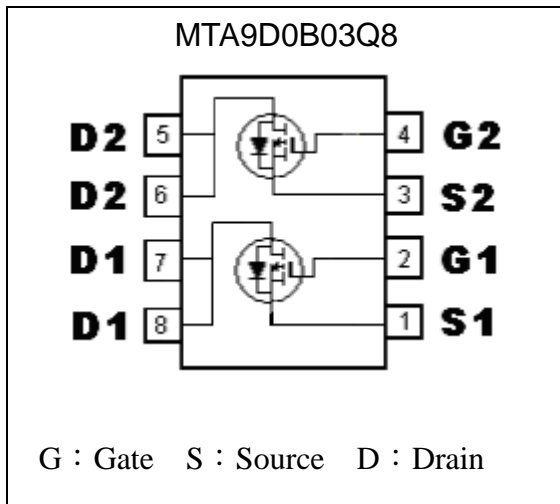 MTA9D0B03Q8
D2 5 4 G2
D2 6 3 S2
D1 7 2 G1
D1 8 1 S1
G：Gate S：Source D：Drain